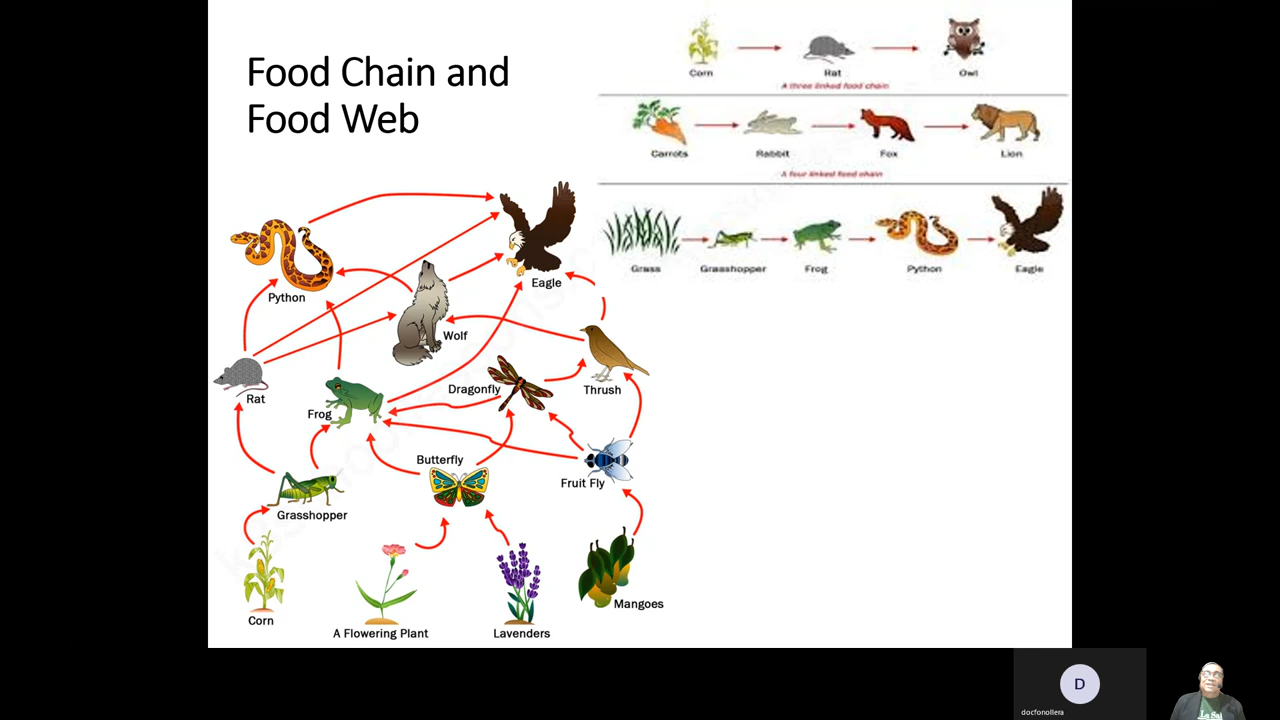 Food Chain and
Food Web
Corn
Rat
Owl
A three linked food chain
Carrots
Rabbit
Fox
Lion
A four linked food chain
Grass
Grasshopper
Frog
Python
Eagle
Python
Eagle
Wolf
Rat
Frog
Dragonfly
Thrush
Butterfly
Fruit Fly
Grasshopper
Corn
A Flowering Plant
Lavenders
Mangoes
D
docfonollera